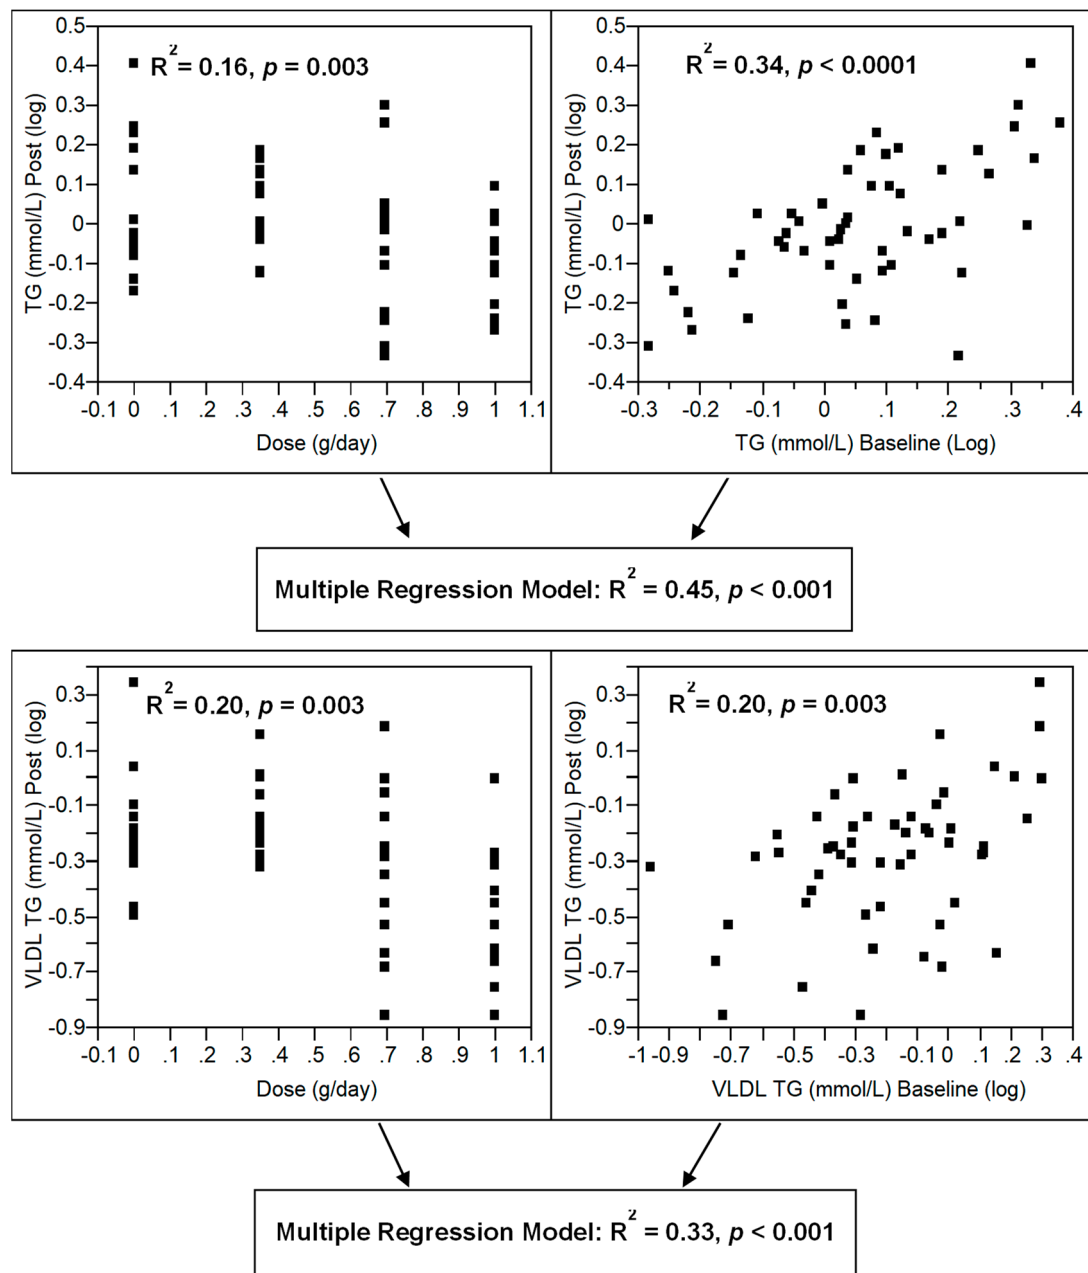 R² = 0.16, p = 0.003
TG (mmol/L) Post (log)
0.5
0.4
0.3
0.2
0.1
0
-0.1
-0.2
-0.3
-0.4
-0.1 0 .1 .2 .3 .4 .5 .6 .7 .8 .9 1 1.1
Dose (g/day)
R² = 0.34, p < 0.0001
TG (mmol/L) Post (log)
0.5
0.4
0.3
0.2
0.1
0
-0.1
-0.2
-0.3
-0.4
-0.3 -0.2 -0.1 0 .1 .2 .3 .4
TG (mmol/L) Baseline (Log)
Multiple Regression Model: R² = 0.45, p < 0.001
R² = 0.20, p = 0.003
VLDL TG (mmol/L) Post (log)
0.3
0.1
-0.1
-0.3
-0.5
-0.7
-0.9
-0.1 0 .1 .2 .3 .4 .5 .6 .7 .8 .9 1 1.1
Dose (g/day)
R² = 0.20, p = 0.003
VLDL TG (mmol/L) Post (log)
0.3
0.1
-0.1
-0.3
-0.5
-0.7
-0.9
-1 -0.9 -0.7 -0.5 -0.3 -0.1 0 .1 .2 .3 .4
VLDL TG (mmol/L) Baseline (log)
Multiple Regression Model: R² = 0.33, p < 0.001